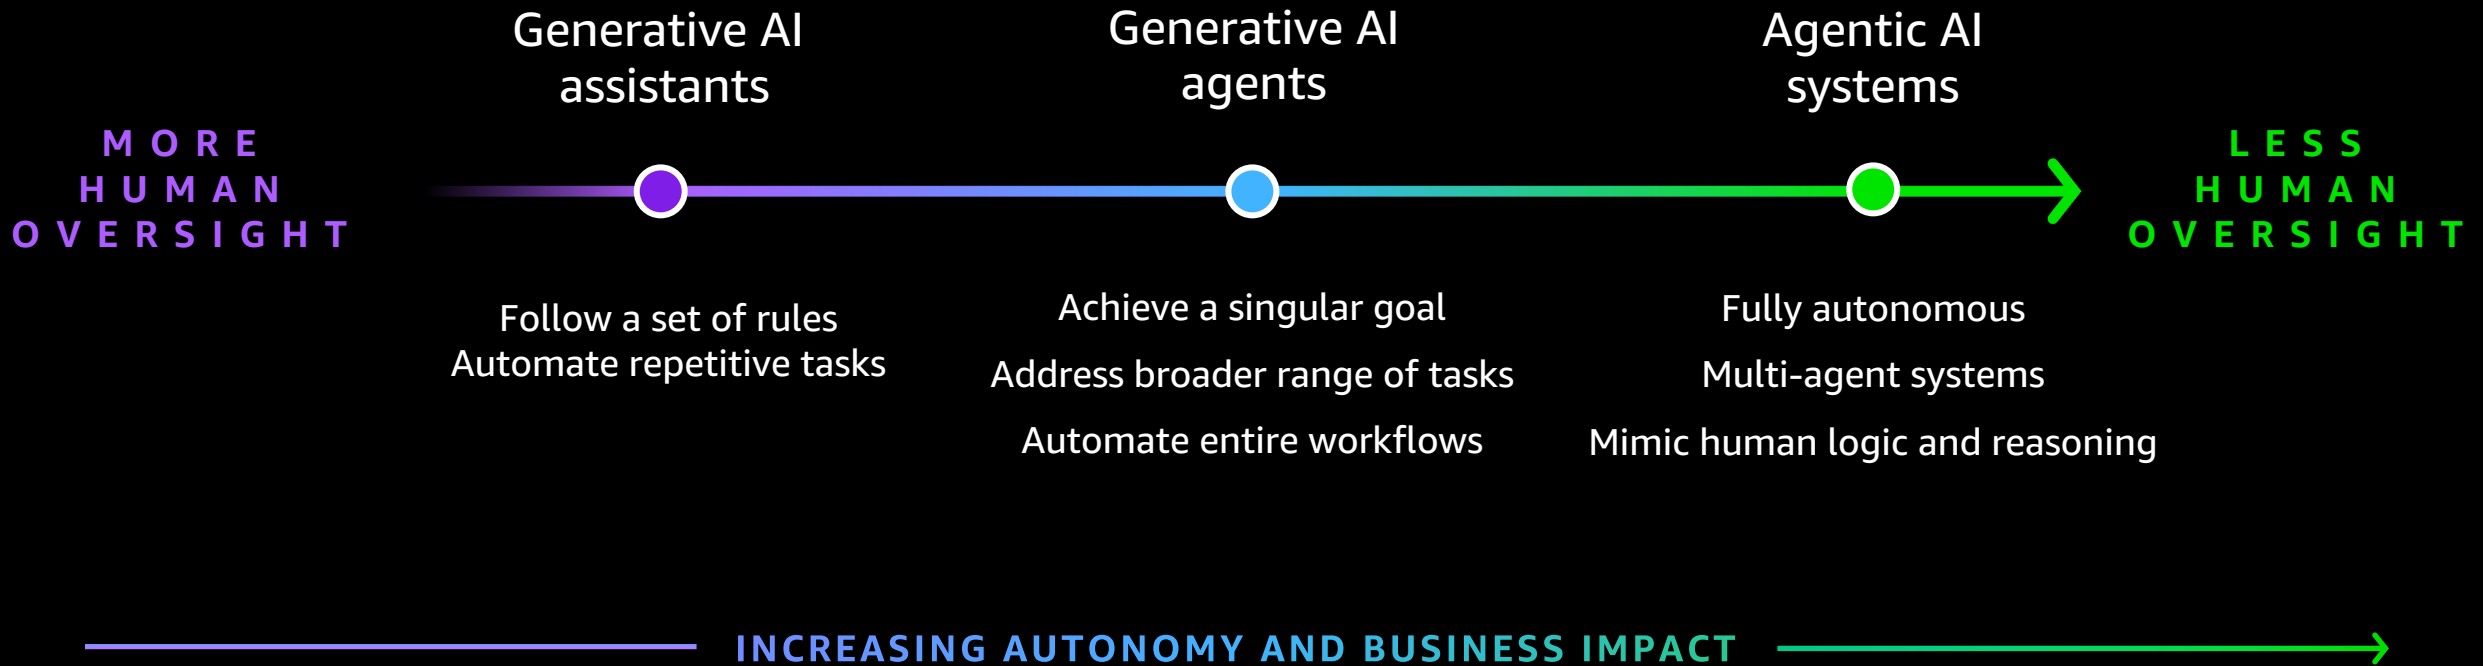 Generative AI
assistants
Generative AI
agents
Agentic AI
systems
MORE
HUMAN
OVERSIGHT
LESS
HUMAN
OVERSIGHT
Follow a set of rules
Automate repetitive tasks
Achieve a singular goal
Address broader range of tasks
Automate entire workflows
Fully autonomous
Multi-agent systems
Mimic human logic and reasoning
INCREASING AUTONOMY AND BUSINESS IMPACT